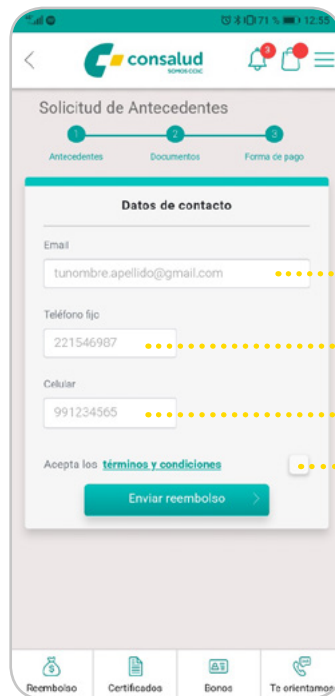 71 % 12:55
consalud
SOMOS CChC
3
Solicitud de Antecedentes
1 2 3
Antecedentes Documentos Forma de pago
Datos de contacto
Email
tunombre.apellido@gmail.com
Teléfono fijo
221546987
Celular
991234565
Acepta los términos y condiciones
Enviar reembolso
Reembolso Certificados Bonos Te orientamos